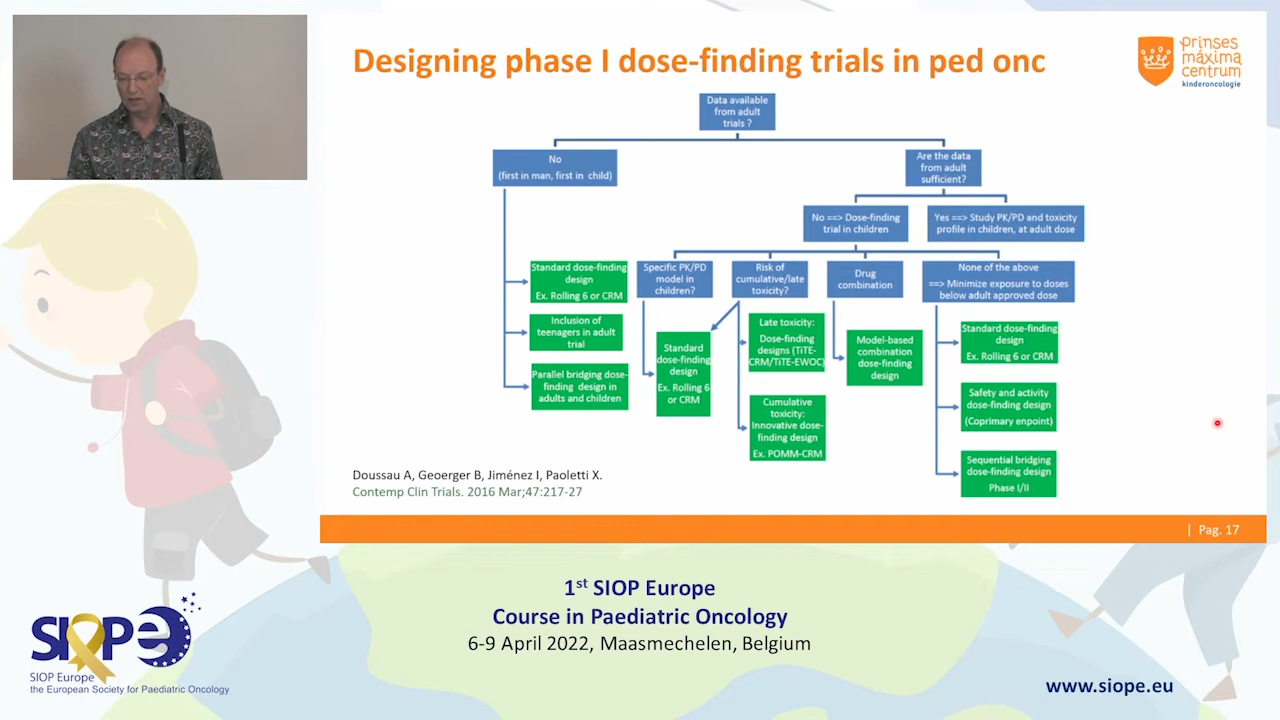 Designing phase I dose-finding trials in ped onc
prinses
máxima
centrum
kinderoncologie
Data available
from adult
trials ?
No
(first in man, first in child)
Are the data
from adult
sufficient?
No ==> Dose-finding
trial in children
Yes ==> Study PK/PD and toxicity
profile in children, at adult dose
Standard dose-finding
design
Ex. Rolling 6 or CRM
Specific PK/PD
model in
children?
Risk of
cumulative/late
toxicity?
Drug
combination
None of the above
==> Minimize exposure to doses
below adult approved dose
Inclusion of
teenagers in adult
trial
Parallel bridging dose-
finding design in
adults and children
Standard
dose-finding
design
Ex. Rolling 6
or CRM
Late toxicity:
Dose-finding
designs (TiTE-
CRM/TiTE-EWOC)
Cumulative
toxicity:
Innovative dose-
finding design
Ex. POMM-CRM
Model-based
combination
dose-finding
design
Standard dose-finding
design
Ex. Rolling 6 or CRM
Safety and activity
dose-finding design
(Coprimary enpoint)
Sequential bridging
dose-finding design
Phase I/II
Doussau A, Geoerger B, Jiménez I, Paoletti X.
Contemp Clin Trials. 2016 Mar;47:217-27
| Pag. 17
1st SIOP Europe
Course in Paediatric Oncology
6-9 April 2022, Maasmechelen, Belgium
SIOPe
SIOP Europe
the European Society for Paediatric Oncology
www.siope.eu